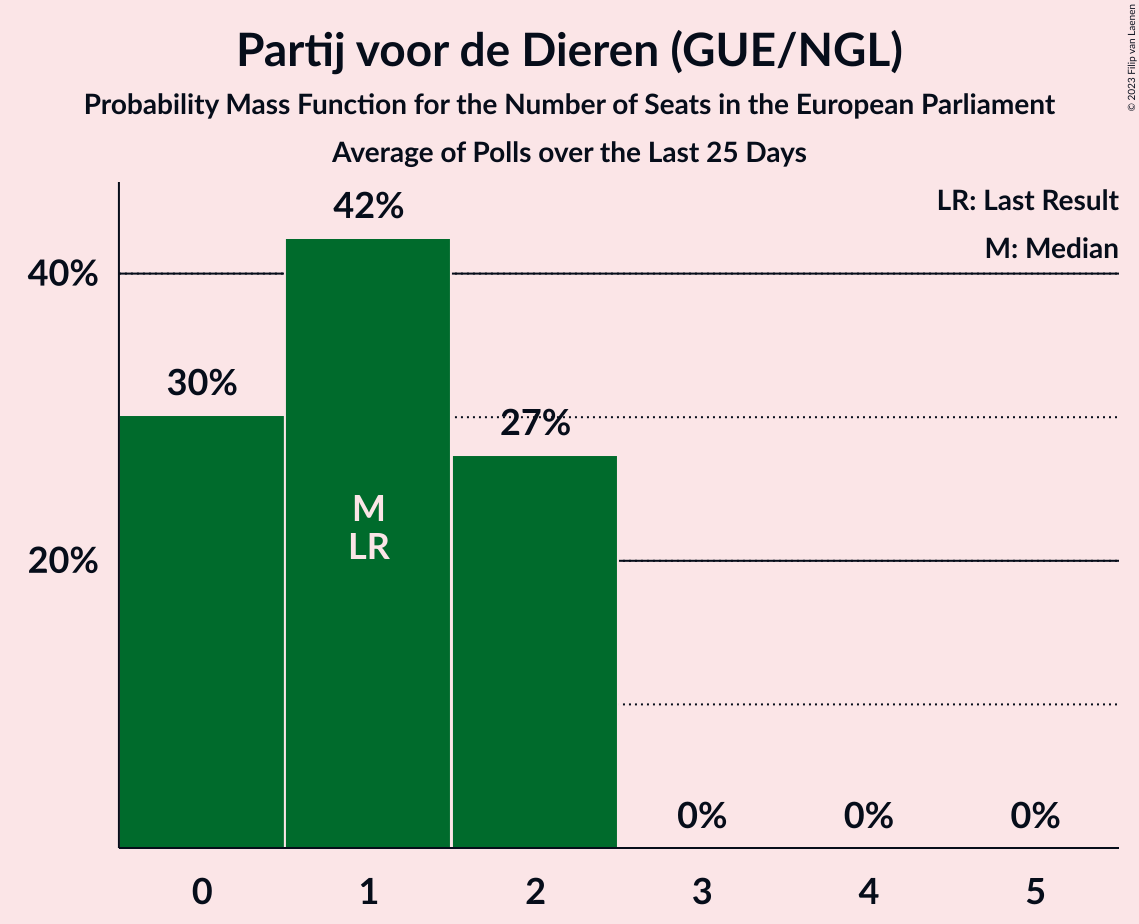 Partij voor de Dieren (GUE/NGL)
Probability Mass Function for the Number of Seats in the European Parliament
Average of Polls over the Last 25 Days
© 2023 Filip van Laenen
LR: Last Result
M: Median
42%
40%
30%
27%
M
LR
20%
0% 0% 0%
0 1 2 3 4 5